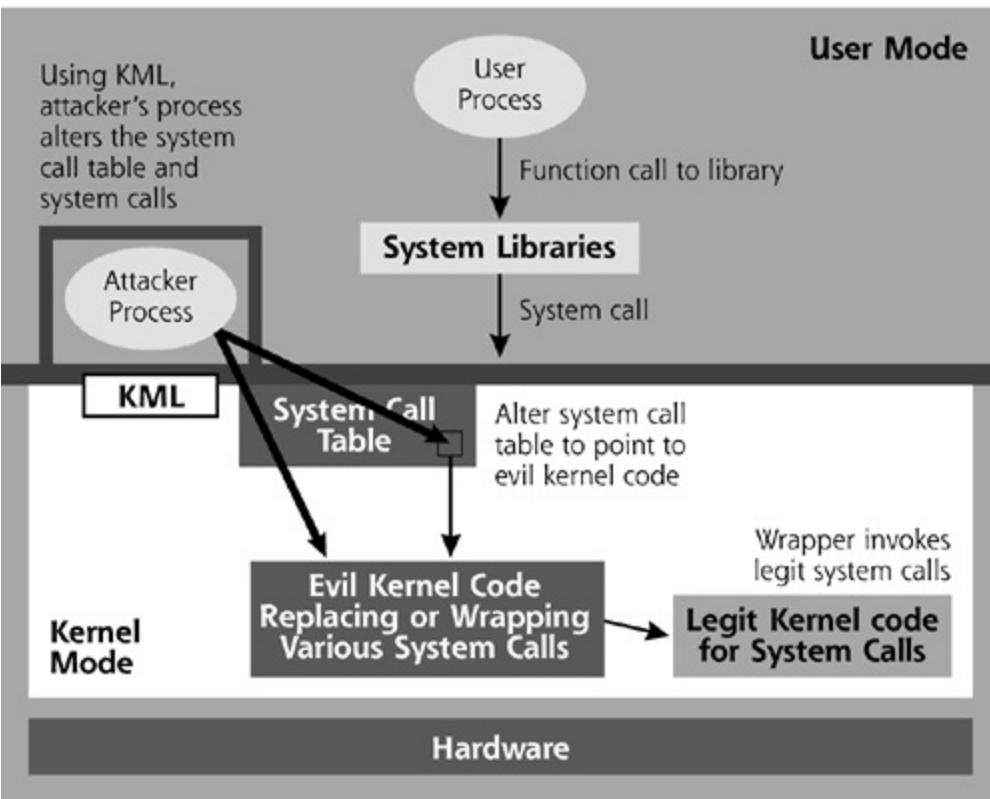 User Mode
Using KML,
attacker's process
alters the system
call table and
system calls
User
Process
Function call to library
System Libraries
System call
Attacker
Process
KML
System Call
Table
Alter system call
table to point to
evil kernel code
Wrapper invokes
legit system calls
Evil Kernel Code
Replacing or Wrapping
Various System Calls
Legit Kernel code
for System Calls
Kernel
Mode
Hardware